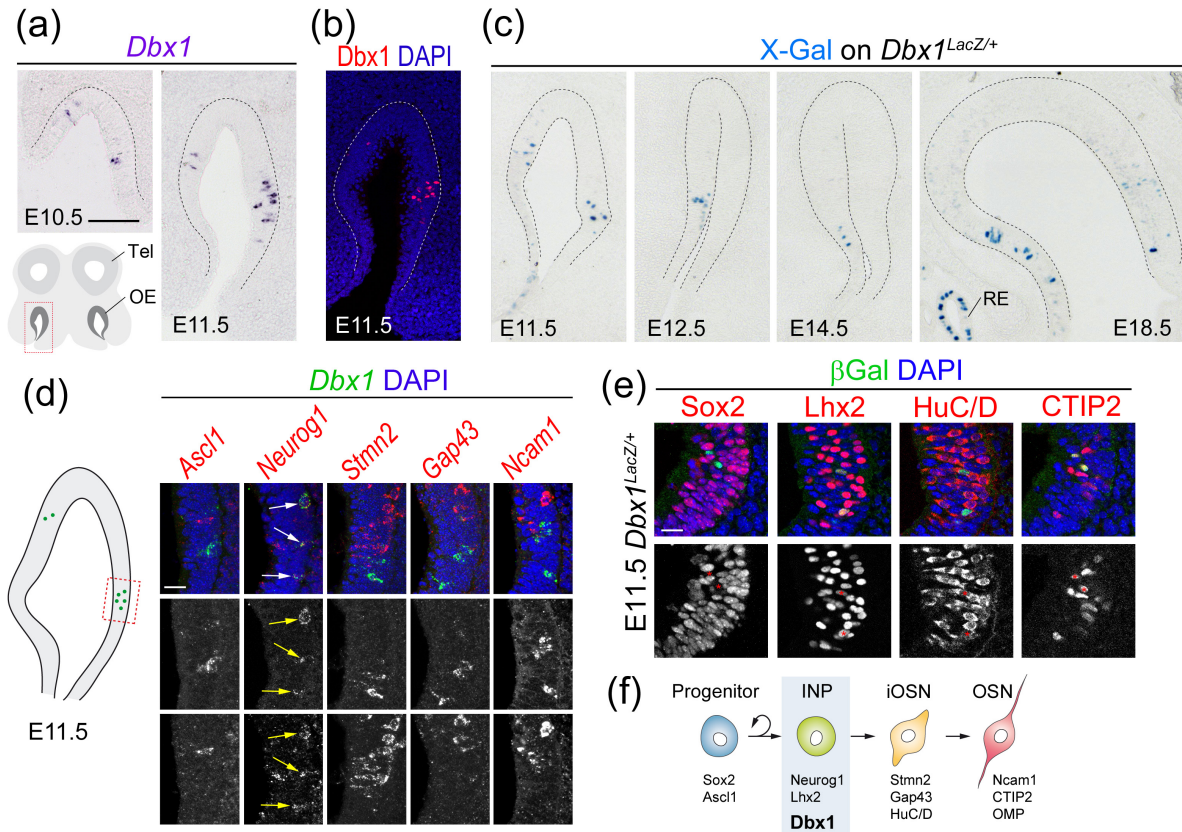 (a)
Dbx1
E10.5
Tel
OE
E11.5
(b)
Dbx1 DAPI
E11.5
(c)
X-Gal on Dbx1LacZ/+
E11.5
E12.5
E14.5
RE
E18.5
(d)
Dbx1 DAPI
Ascl1
Neurog1
Stmn2
Gap43
Ncam1
E11.5
(e)
βGal DAPI
Sox2
Lhx2
HuC/D
CTIP2
E11.5 Dbx1LacZ/+
(f)
Progenitor
INP
iOSN
OSN
Sox2
Ascl1
Neurog1
Lhx2
Dbx1
Stmn2
Gap43
HuC/D
Ncam1
CTIP2
OMP